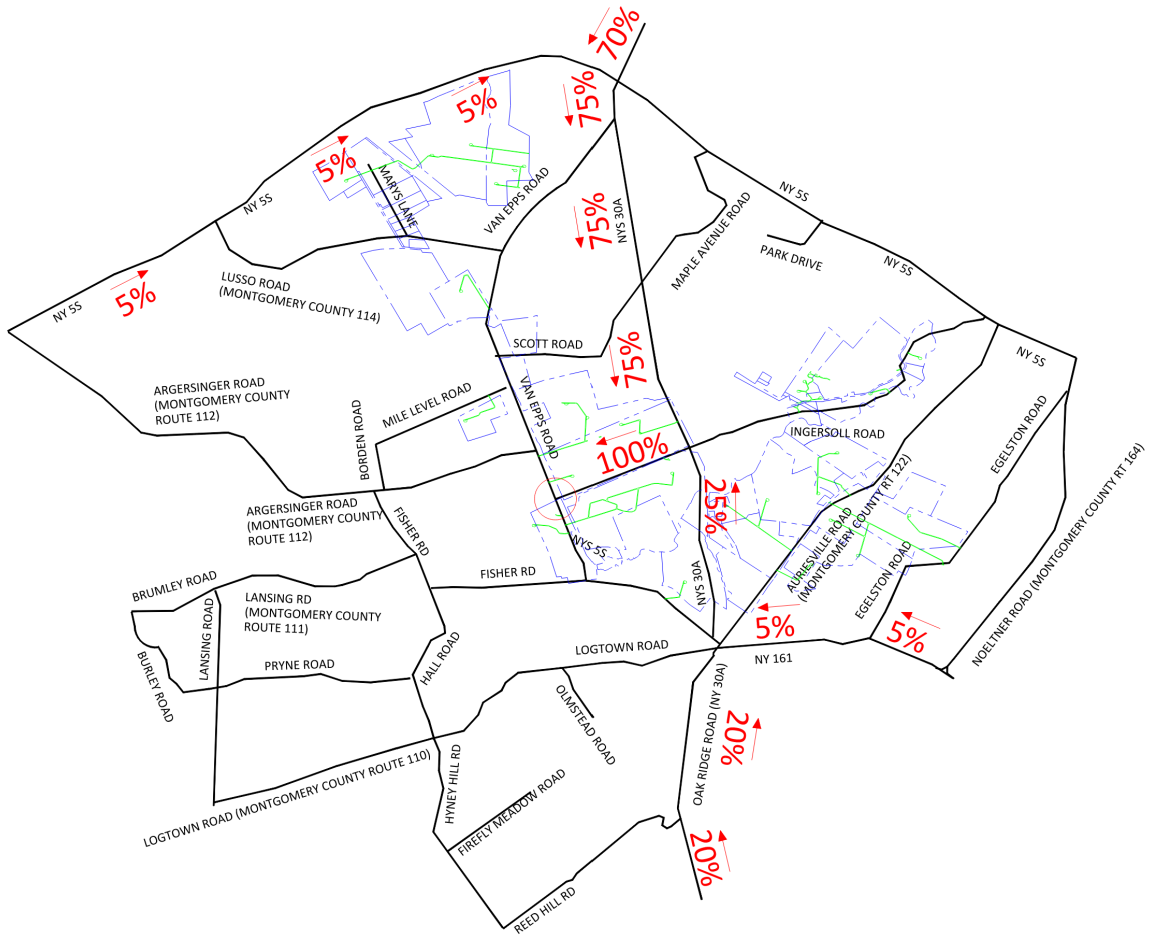 70%
75%
5%
5%
MARYS LANE
VAN EPPS ROAD
NY 5S
NY 5S
75%
NYS 30A
MAPLE AVENUE ROAD
PARK DRIVE
NY 5S
LUSSO ROAD
(MONTGOMERY COUNTY 114)
5%
NY 5S
SCOTT ROAD
75%
NY 5S
ARGERSINGER ROAD
(MONTGOMERY COUNTY
ROUTE 112)
MILE LEVEL ROAD
BORDEN ROAD
VAN EPPS ROAD
100%
INGERSOLL ROAD
EGELSTON ROAD
ARGERSINGER ROAD
(MONTGOMERY COUNTY
ROUTE 112)
FISHER RD
25%
AURIESVILLE ROAD
(MONTGOMERY COUNTY RT 122)
NOELTNER ROAD (MONTGOMERY COUNTY RT 164)
NYS 5S
NYS 30A
EGELSTON ROAD
BRUMLEY ROAD
LANSING RD
(MONTGOMERY COUNTY
ROUTE 111)
FISHER RD
LANSING ROAD
5%
5%
BURLEY ROAD
PRYNE ROAD
HALL ROAD
LOGTOWN ROAD
NY 161
OLMSTEAD ROAD
OAK RIDGE ROAD (NY 30A)
20%
LOGTOWN ROAD (MONTGOMERY COUNTY ROUTE 110)
HYNEY HILL RD
FIREFLY MEADOW ROAD
20%
REED HILL RD